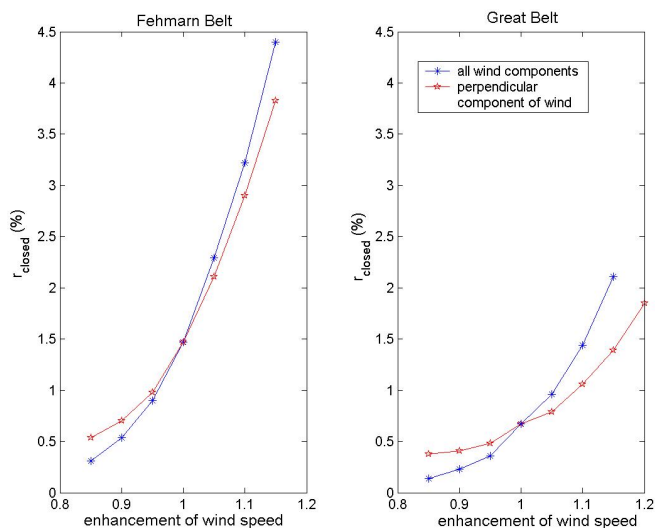 Fehmarn Belt
4.5
4
3.5
3
2.5
2
1.5
1
0.5
0
r_closed (%)
0.8 0.9 1 1.1 1.2
enhancement of wind speed
Great Belt
4.5
4
3.5
3
2.5
2
1.5
1
0.5
0
r_closed (%)
all wind components
perpendicular
component of wind
0.8 0.9 1 1.1 1.2
enhancement of wind speed